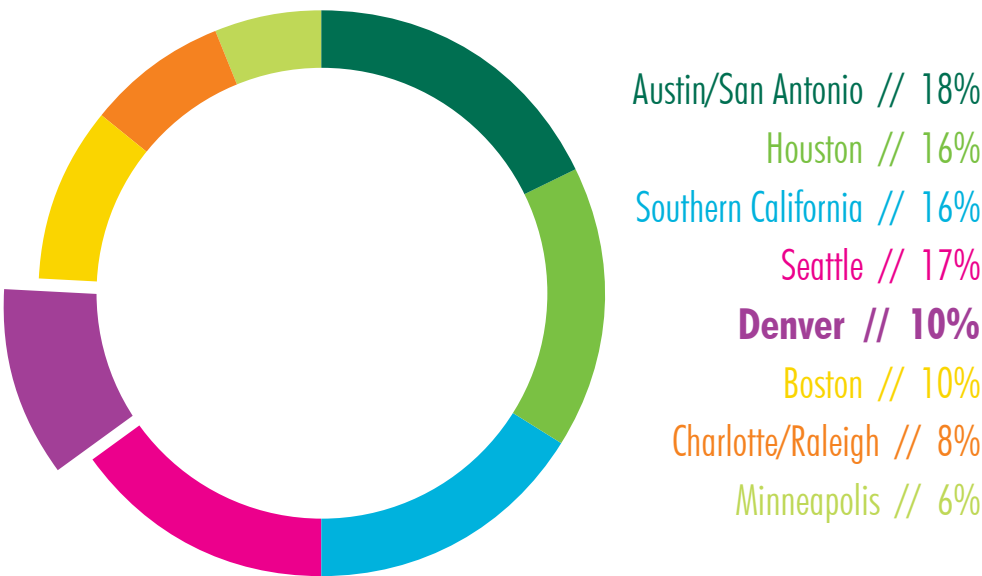 Austin/San Antonio // 18%
Houston // 16%
Southern California // 16%
Seattle // 17%
Denver // 10%
Boston // 10%
Charlotte/Raleigh // 8%
Minneapolis // 6%